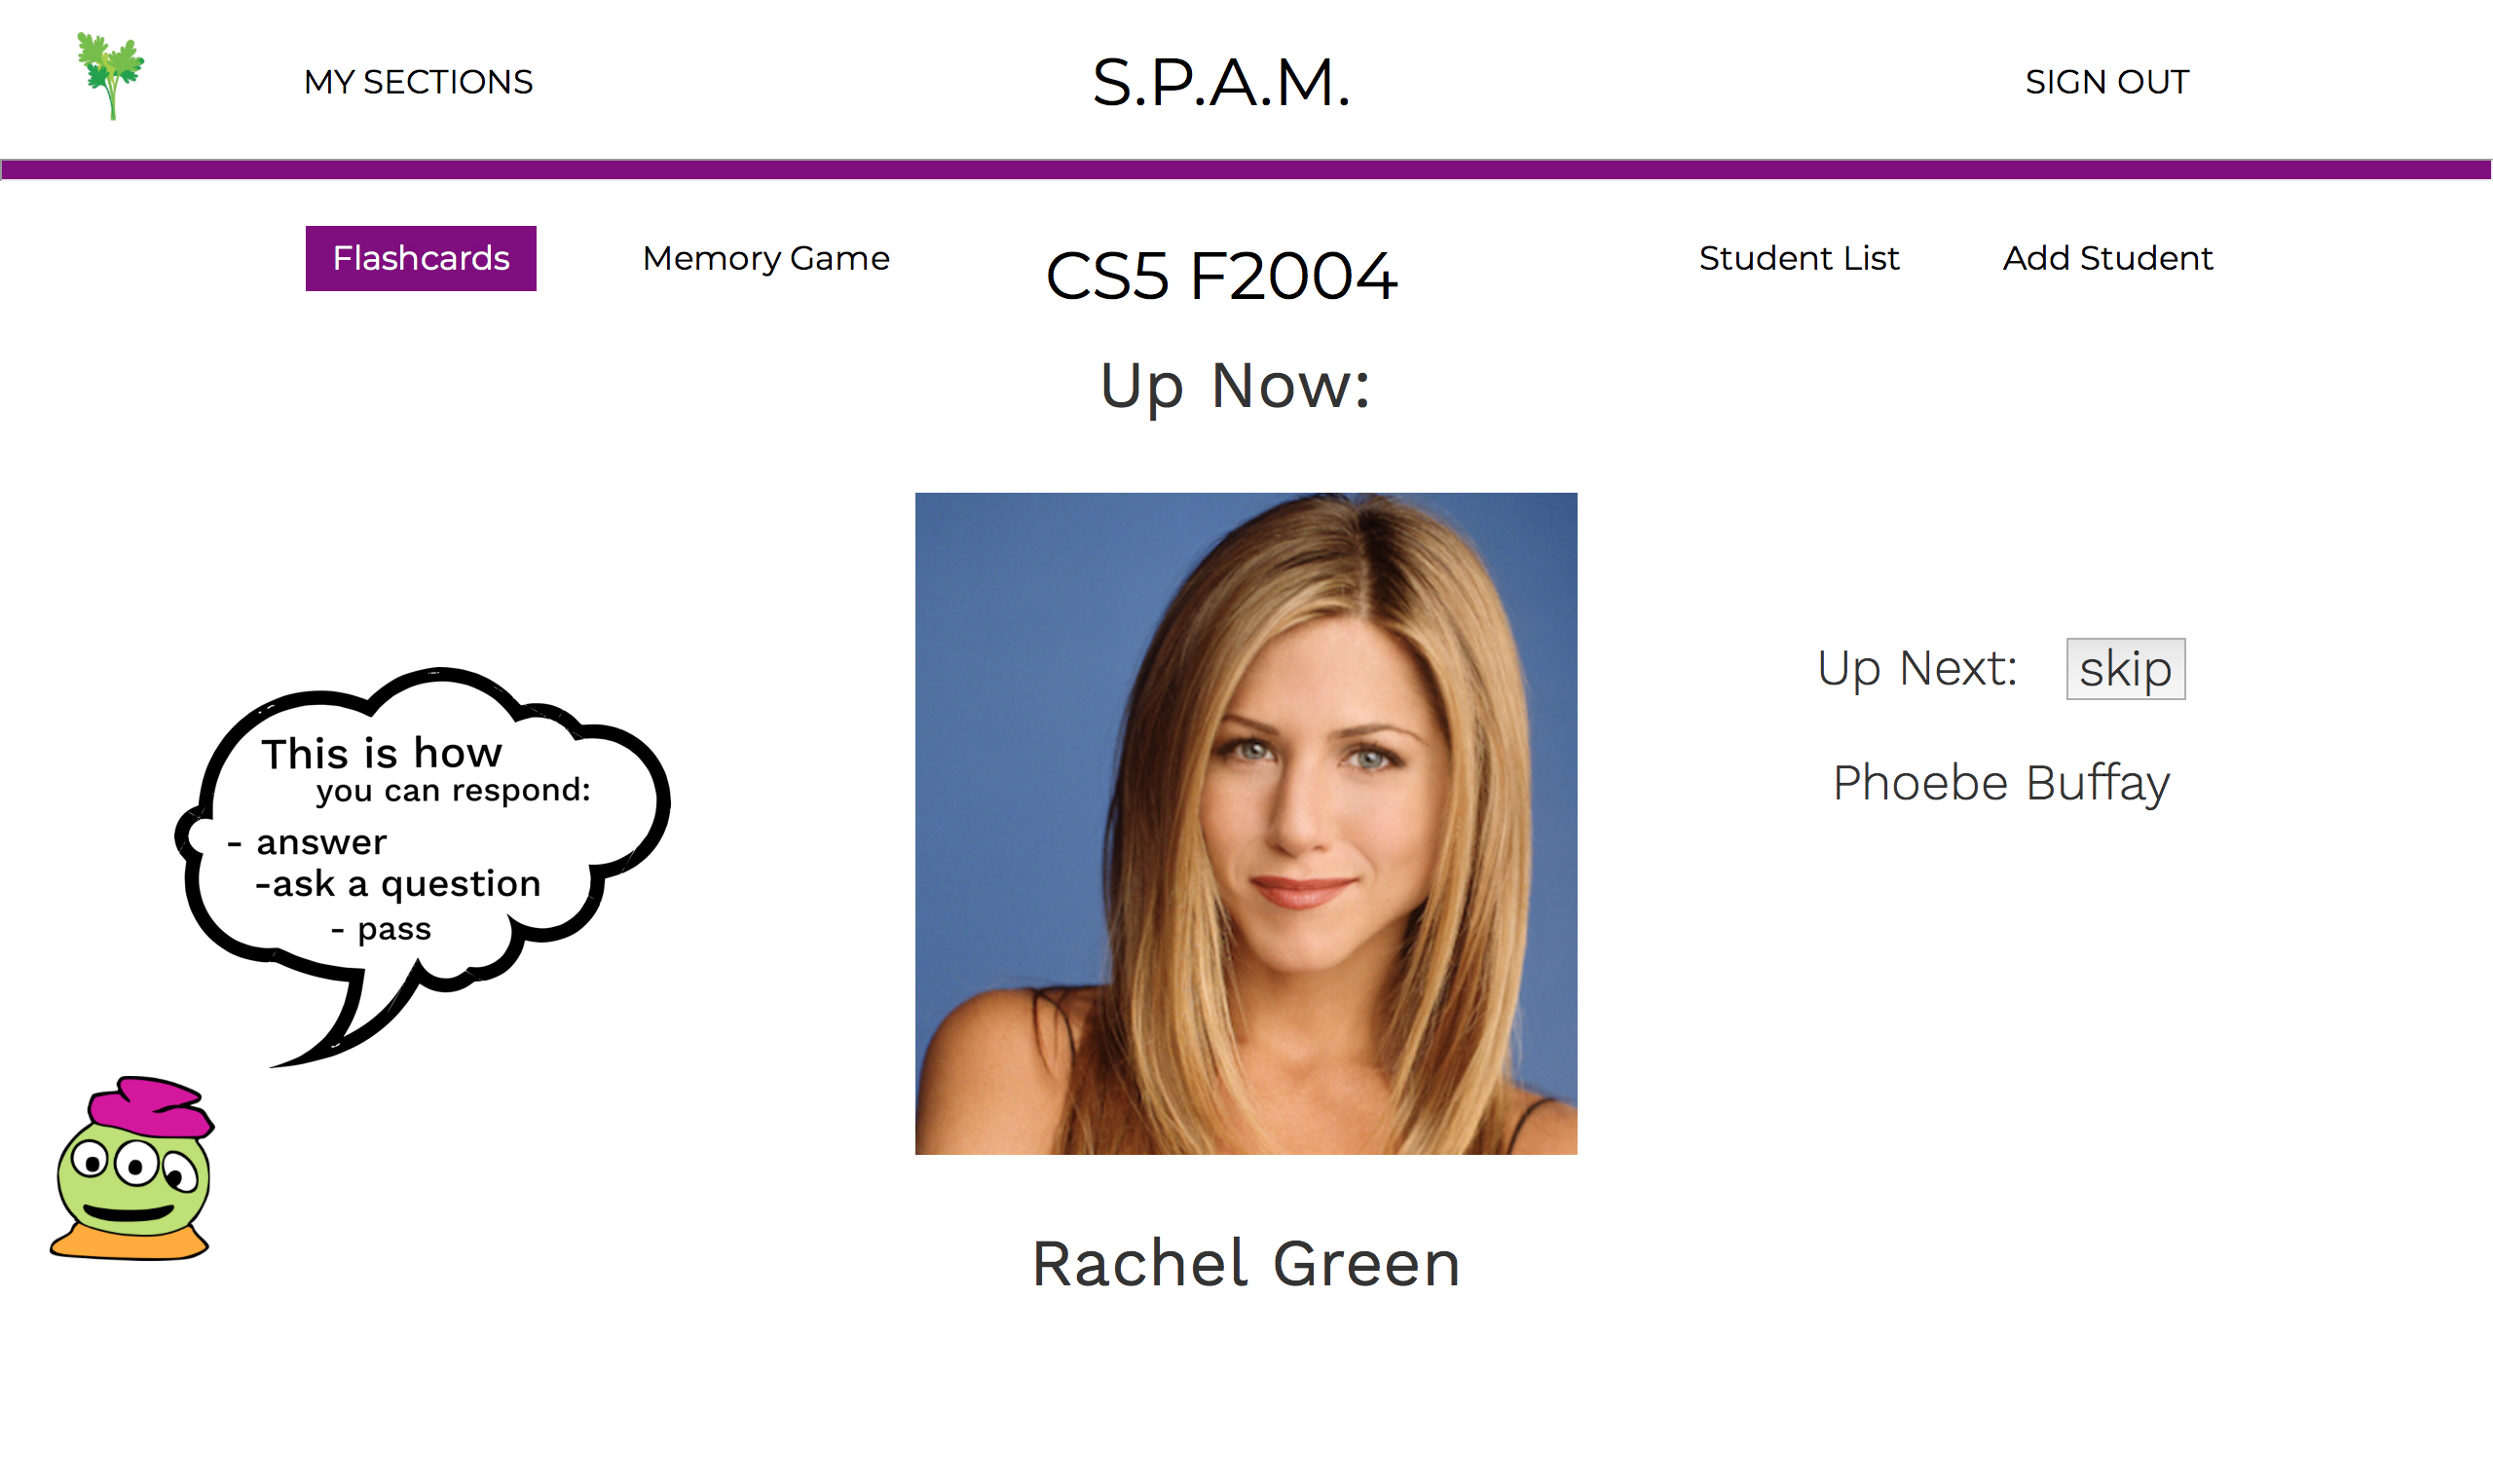 MY SECTIONS
S.P.A.M.
SIGN OUT
Flashcards
Memory Game
CS5 F2004
Student List
Add Student
Up Now:
This is how
you can respond:
- answer
-ask a question
- pass
Up Next:
skip
Phoebe Buffay
Rachel Green